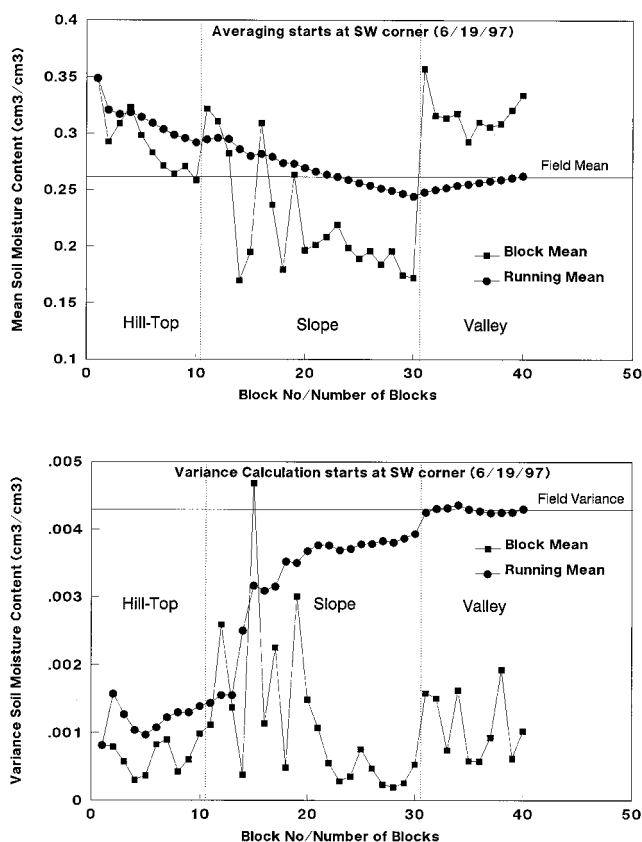 Averaging starts at SW corner (6/19/97)
Mean Soil Moisture Content (cm3/cm3)
0.4
0.35
0.3
0.25
0.2
0.15
0.1
Field Mean
Block Mean
Running Mean
Hill-Top
Slope
Valley
0
10
20
30
40
50
Block No/Number of Blocks
Variance Calculation starts at SW corner (6/19/97)
Variance Soil Moisture Content (cm3/cm3)
.005
0.004
0.003
0.002
0.001
0
Field Variance
Block Mean
Running Mean
Hill-Top
Slope
Valley
0
10
20
30
40
50
Block No/Number of Blocks